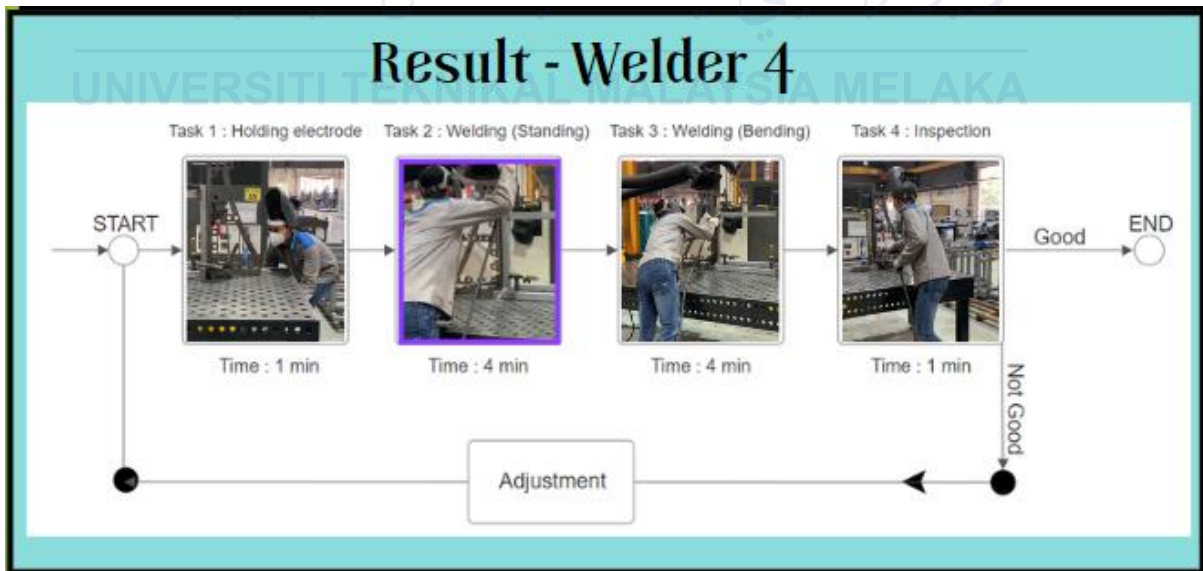 Result - Welder 4
UNIVERSITI TEKNIKAL MALAYSIA MELAKA
Task 1 : Holding electrode
Task 2 : Welding (Standing)
Task 3 : Welding (Bending)
Task 4 : Inspection
START
Good
END
Time : 1 min
Time : 4 min
Time : 4 min
Time : 1 min
Not Good
Adjustment